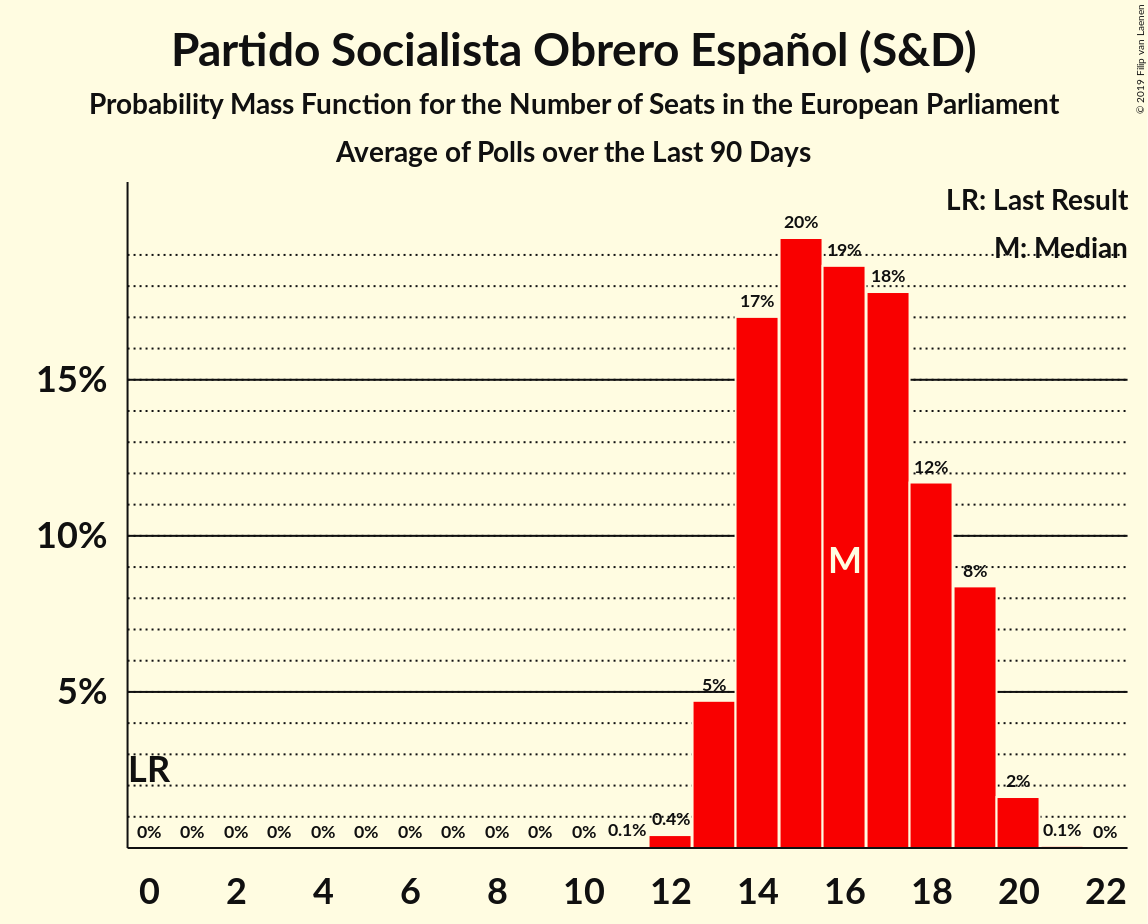 Partido Socialista Obrero Español (S&D)
Probability Mass Function for the Number of Seats in the European Parliament
Average of Polls over the Last 90 Days
© 2019 Filip van Laenen
LR: Last Result
M: Median
20%
19%
18%
17%
15%
12%
10%
M
8%
5%
5%
LR
2%
0% 0% 0% 0% 0% 0% 0% 0% 0% 0% 0% 0.1% 0.4% 0.1% 0%
0 2 4 6 8 10 12 14 16 18 20 22